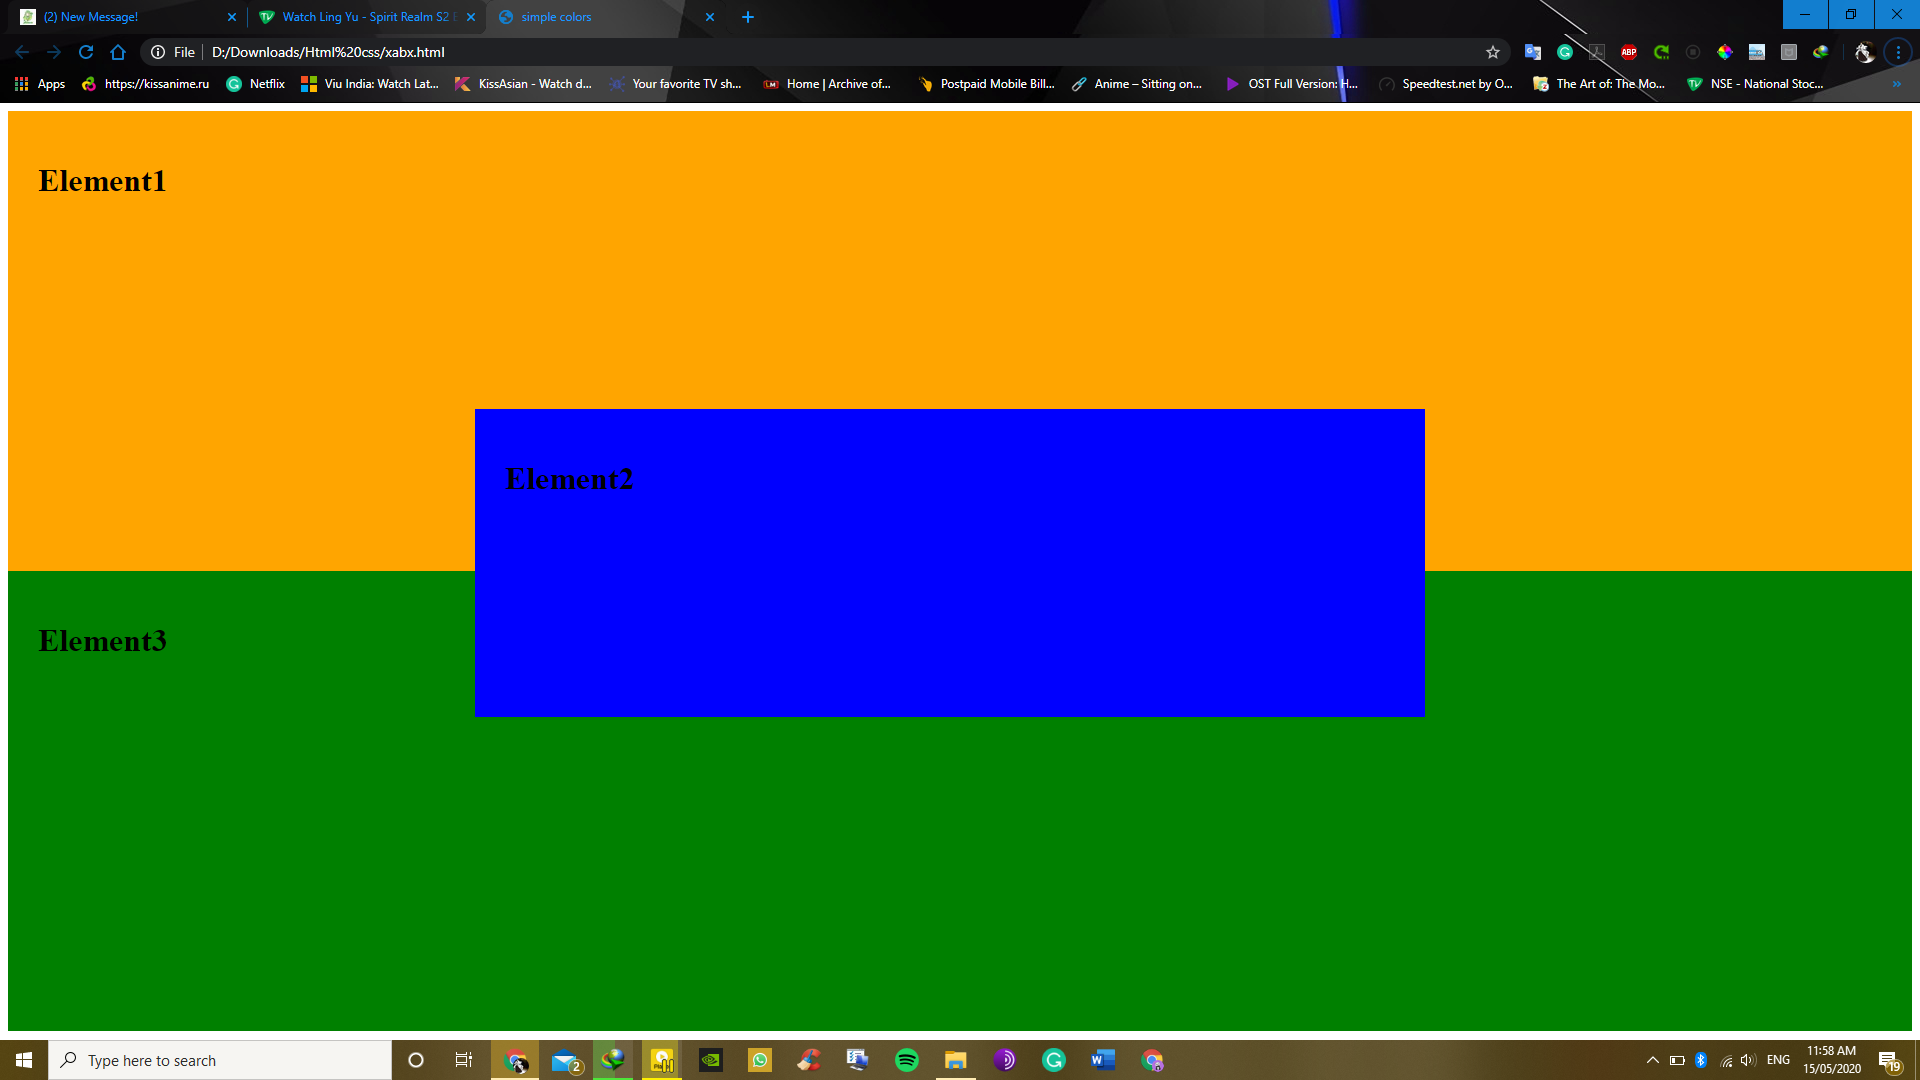 (2) New Message!
Watch Ling Yu - Spirit Realm S2 E
simple colors
File D:/Downloads/Html%20css/xabx.html
ABP
Apps https://kissanime.ru Netflix Viu India: Watch Lat... KissAsian - Watch d... Your favorite TV sh... Home | Archive of... Postpaid Mobile Bill... Anime – Sitting on... OST Full Version: H... Speedtest.net by O... The Art of: The Mo... NSE - National Stoc... »
Element1
Element2
Element3
Type here to search
2
ENG
11:58 AM
15/05/2020
19